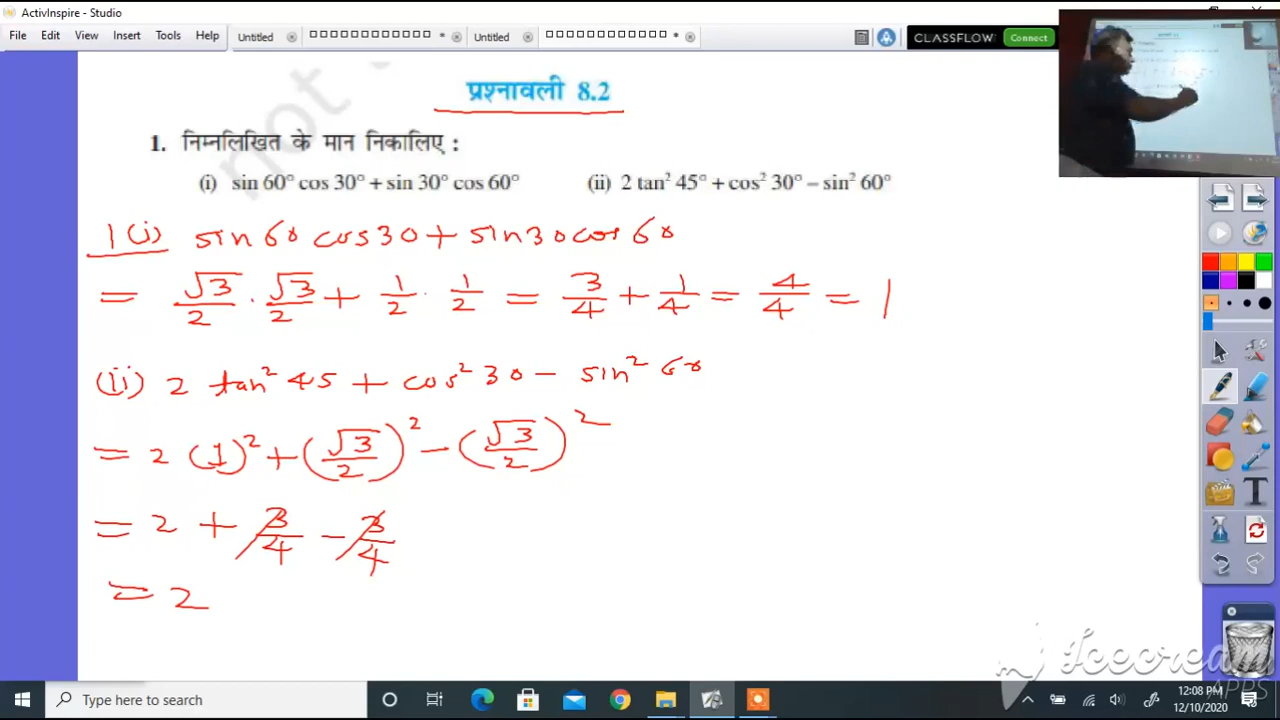 ActivInspire - Studio
File Edit View Insert Tools Help Untitled * Untitled * CLASSFLOW Connect
not
प्रश्नावली 8.2
1. निम्नलिखित के मान निकालिए :
(i) sin 60° cos 30° + sin 30° cos 60° (ii) 2 tan² 45° + cos² 30° – sin² 60°
1(i) sin 60 cos 30 + sin 30 cos 60
= √3/2 . √3/2 + 1/2 . 1/2 = 3/4 + 1/4 = 4/4 = 1
(ii) 2 tan² 45 + cos² 30 - sin² 60
= 2 (1)² + (√3/2)² - (√3/2)²
= 2 + 3/4 - 3/4
= 2
Icecream
APPS
Type here to search
12:08 PM
12/10/2020